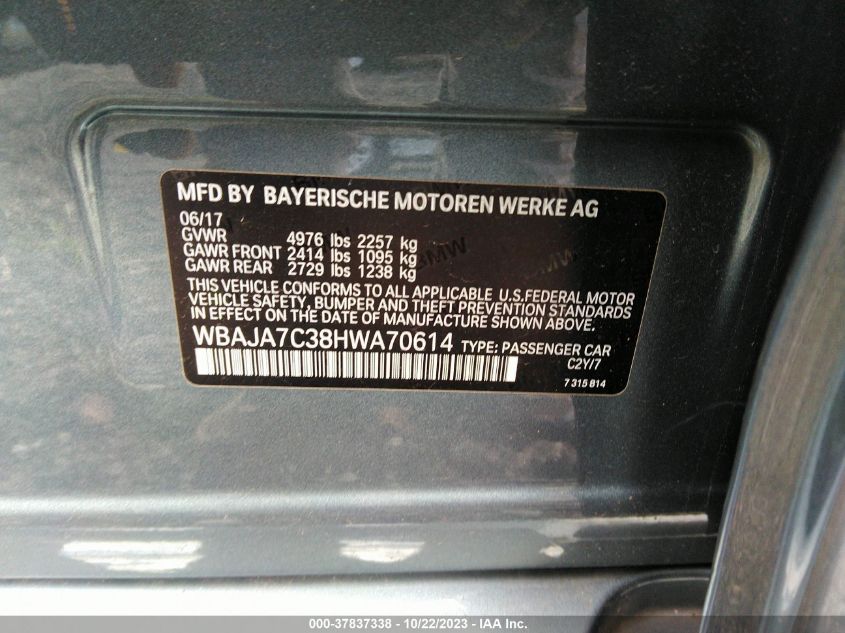 MFD BY BAYERISCHE MOTOREN WERKE AG
06/17
GVWR 4976 lbs 2257 kg
GAWR FRONT 2414 lbs 1095 kg
GAWR REAR 2729 lbs 1238 kg
THIS VEHICLE CONFORMS TO ALL APPLICABLE U.S.FEDERAL MOTOR
VEHICLE SAFETY, BUMPER AND THEFT PREVENTION STANDARDS
IN EFFECT ON THE DATE OF MANUFACTURE SHOWN ABOVE.
WBAJA7C38HWA70614 TYPE: PASSENGER CAR
C2Y/7
7 315 814
000-37837338 - 10/22/2023 - IAA Inc.